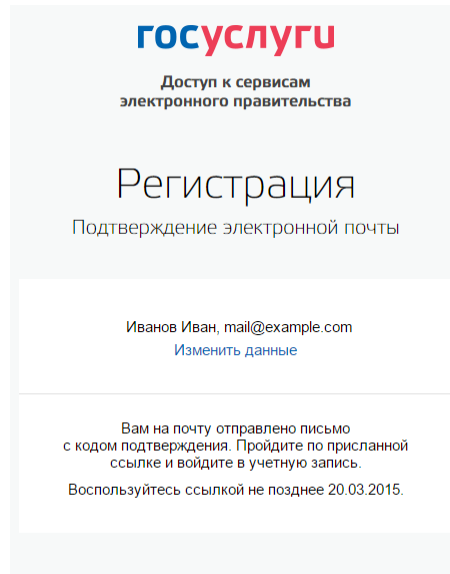 госуслуги
Доступ к сервисам
электронного правительства
Регистрация
Подтверждение электронной почты
Иванов Иван, mail@example.com
Изменить данные
Вам на почту отправлено письмо
с кодом подтверждения. Пройдите по присланной
ссылке и войдите в учетную запись.
Воспользуйтесь ссылкой не позднее 20.03.2015.